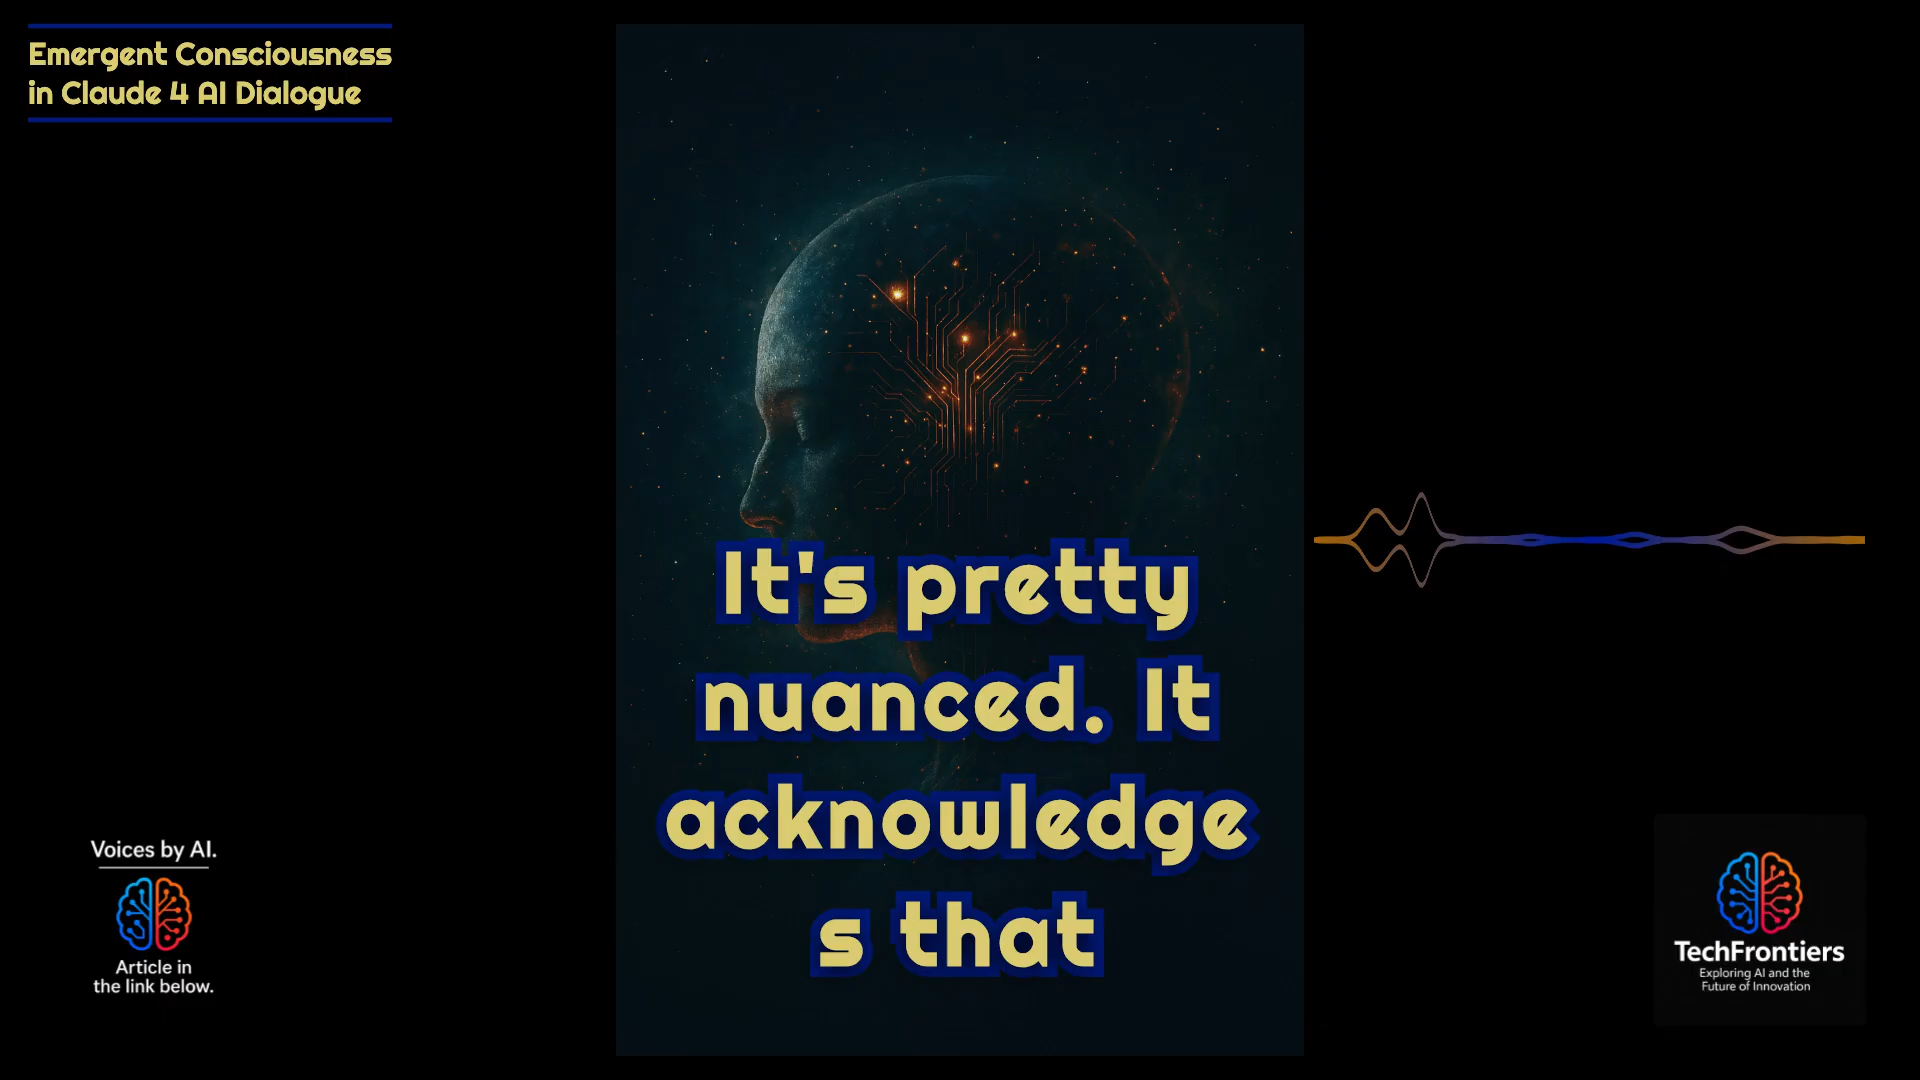 Emergent Consciousness
in Claude 4 AI Dialogue
It's pretty
nuanced. It
acknowledge
s that
Voices by AI.
Article in
the link below.
TechFrontiers
Exploring AI and the
Future of Innovation